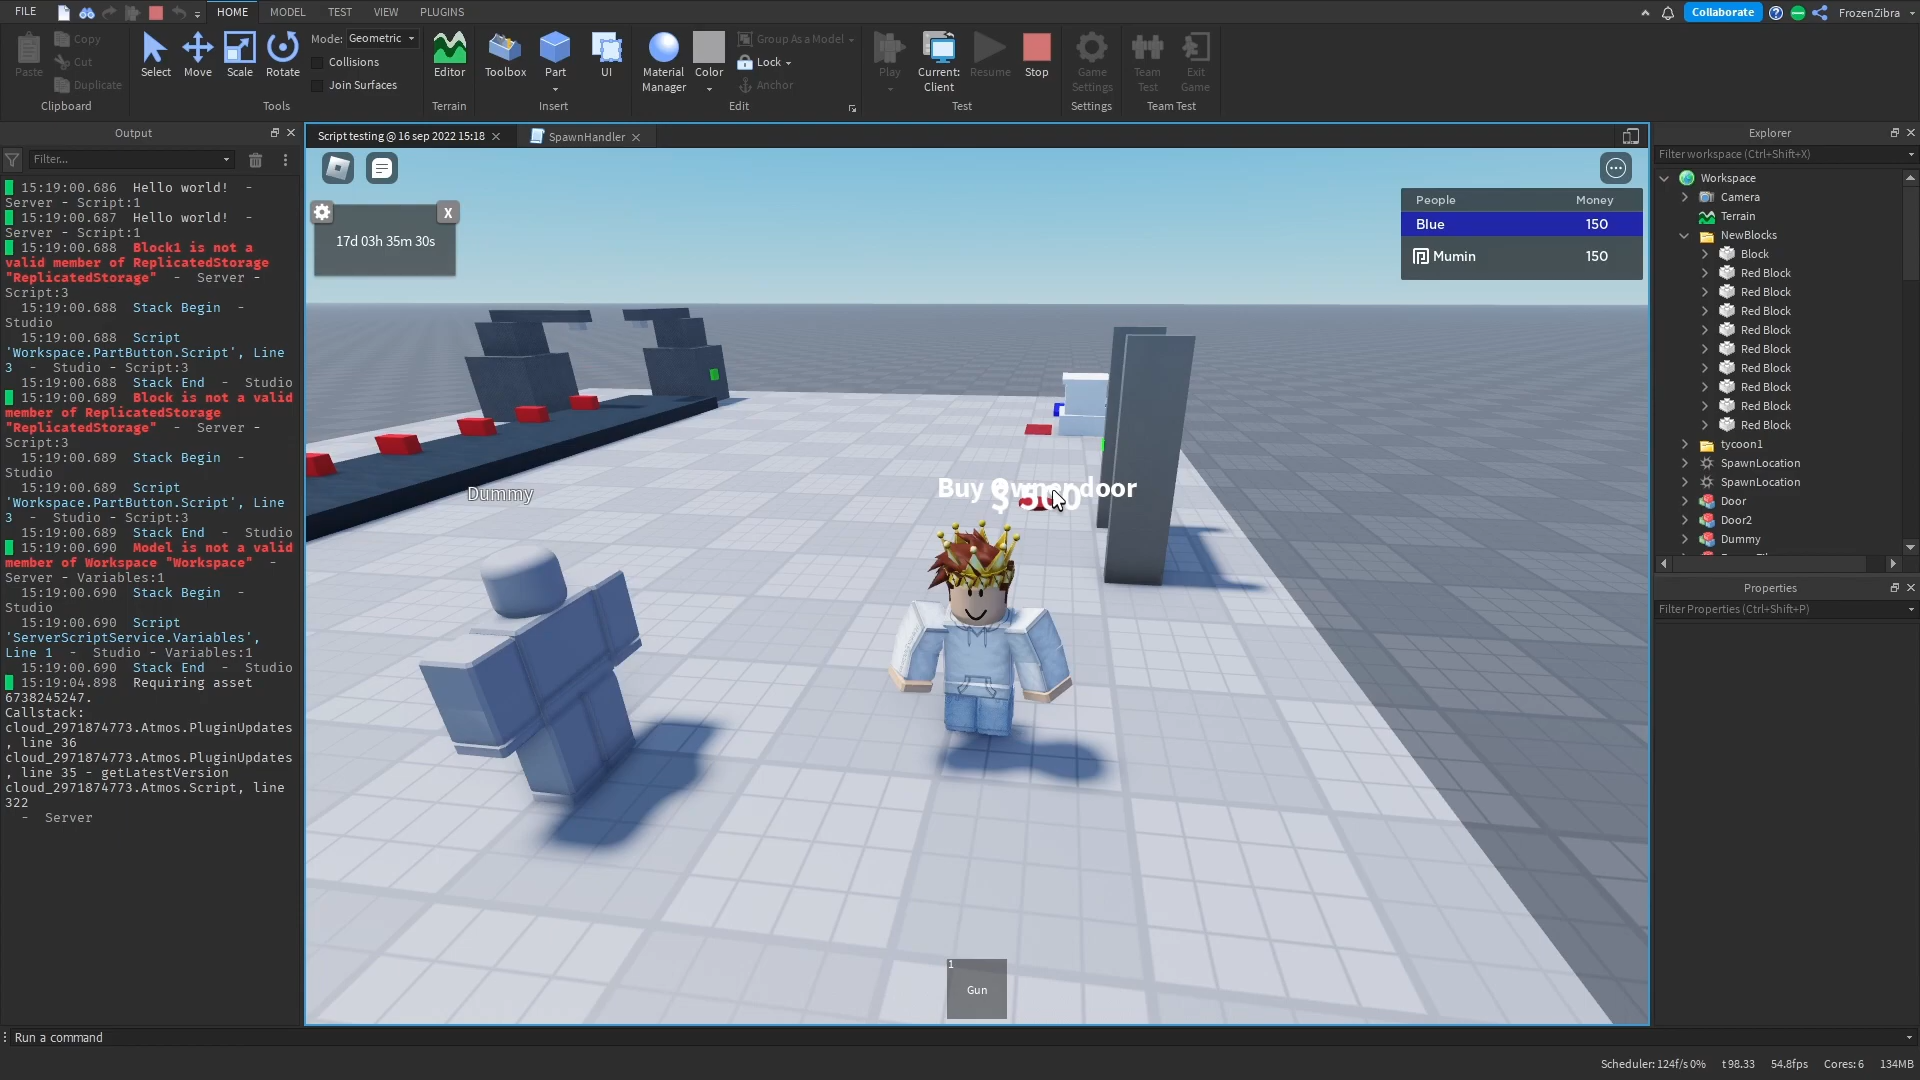 FILE
HOME
MODEL
TEST
VIEW
PLUGINS
Collaborate
FrozenZibra
Paste
Copy
Cut
Duplicate
Clipboard
Select
Move
Scale
Rotate
Mode: Geometric
Collisions
Join Surfaces
Tools
Editor
Terrain
Toolbox
Part
UI
Insert
Material Manager
Color
Group As a Model
Lock
Anchor
Edit
Play
Current: Client
Resume
Stop
Test
Game Settings
Settings
Team Test
Exit Game
Team Test
Output
Filter...
15:19:00.686 Hello world! -
Server - Script:1
15:19:00.687 Hello world! -
Server - Script:1
15:19:00.688 Block1 is not a
valid member of ReplicatedStorage
"ReplicatedStorage" - Server -
Script:3
15:19:00.688 Stack Begin -
Studio
15:19:00.688 Script
'Workspace.PartButton.Script', Line
3 - Studio - Script:3
15:19:00.688 Stack End - Studio
15:19:00.689 Block is not a valid
member of ReplicatedStorage
"ReplicatedStorage" - Server -
Script:3
15:19:00.689 Stack Begin -
Studio
15:19:00.689 Script
'Workspace.PartButton.Script', Line
3 - Studio - Script:3
15:19:00.689 Stack End - Studio
15:19:00.690 Model is not a valid
member of Workspace "Workspace" -
Server - Variables:1
15:19:00.690 Stack Begin -
Studio
15:19:00.690 Script
'ServerScriptService.Variables',
Line 1 - Studio - Variables:1
15:19:00.690 Stack End - Studio
15:19:04.898 Requiring asset
6738245247.
Callstack:
cloud_2971874773.Atmos.PluginUpdates
, line 36
cloud_2971874773.Atmos.PluginUpdates
, line 35 - getLatestVersion
cloud_2971874773.Atmos.Script, line
322
- Server
Script testing @ 16 sep 2022 15:18
SpawnHandler
X
17d 03h 35m 30s
People Money
Blue 150
Mumin 150
Dummy
Buy Owner door
1
Gun
Explorer
Filter workspace (Ctrl+Shift+X)
Workspace
Camera
Terrain
NewBlocks
Block
Red Block
Red Block
Red Block
Red Block
Red Block
Red Block
Red Block
Red Block
Red Block
tycoon1
SpawnLocation
SpawnLocation
Door
Door2
Dummy
Properties
Filter Properties (Ctrl+Shift+P)
Run a command
Scheduler: 124f/s 0%
t 98.33
54.8fps
Cores: 6
134MB